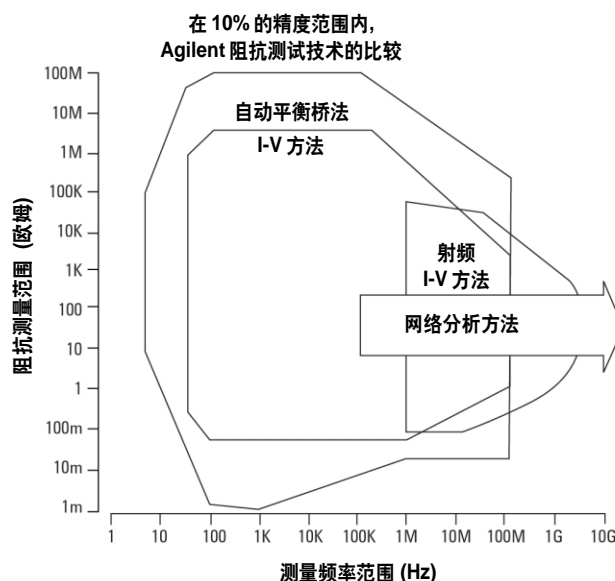 在 10% 的精度范围内，
Agilent 阻抗测试技术的比较
100M
10M
1M
100K
10K
1K
100
10
1
100m
10m
1m
阻抗测量范围 (欧姆)
自动平衡桥法
I-V 方法
射频
I-V 方法
网络分析方法
1 10 100 1K 10K 100K 1M 10M 100M 1G 10G
测量频率范围 (Hz)